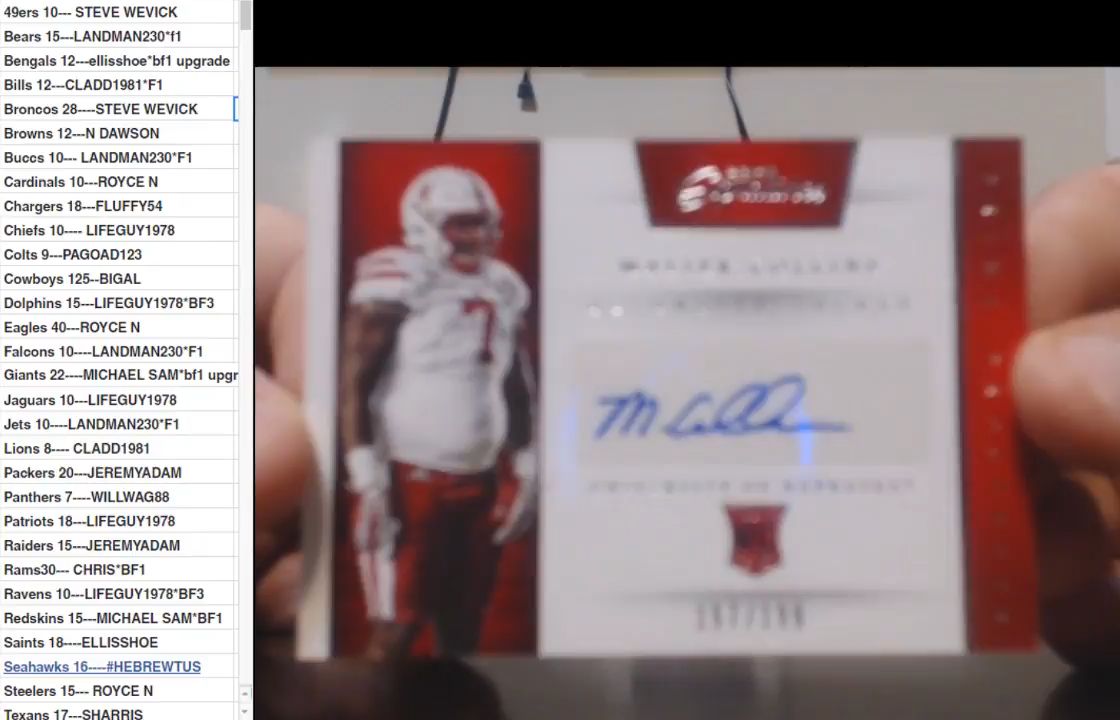 49ers 10--- STEVE WEVICK
Bears 15---LANDMAN230*f1
Bengals 12---ellisshoe*bf1 upgrade
Bills 12---CLADD1981*F1
Broncos 28----STEVE WEVICK
Browns 12---N DAWSON
Buccs 10--- LANDMAN230*F1
Cardinals 10---ROYCE N
Chargers 18---FLUFFY54
Chiefs 10---- LIFEGUY1978
Colts 9---PAGOAD123
Cowboys 125--BIGAL
Dolphins 15---LIFEGUY1978*BF3
Eagles 40---ROYCE N
Falcons 10----LANDMAN230*F1
Giants 22----MICHAEL SAM*bf1 upgr
Jaguars 10---LIFEGUY1978
Jets 10----LANDMAN230*F1
Lions 8---- CLADD1981
Packers 20---JEREMYADAM
Panthers 7----WILLWAG88
Patriots 18---LIFEGUY1978
Raiders 15---JEREMYADAM
Rams30--- CHRIS*BF1
Ravens 10---LIFEGUY1978*BF3
Redskins 15---MICHAEL SAM*BF1
Saints 18----ELLISSHOE
Seahawks 16----#HEBREWTUS
Steelers 15--- ROYCE N
Texans 17---SHARRIS
7